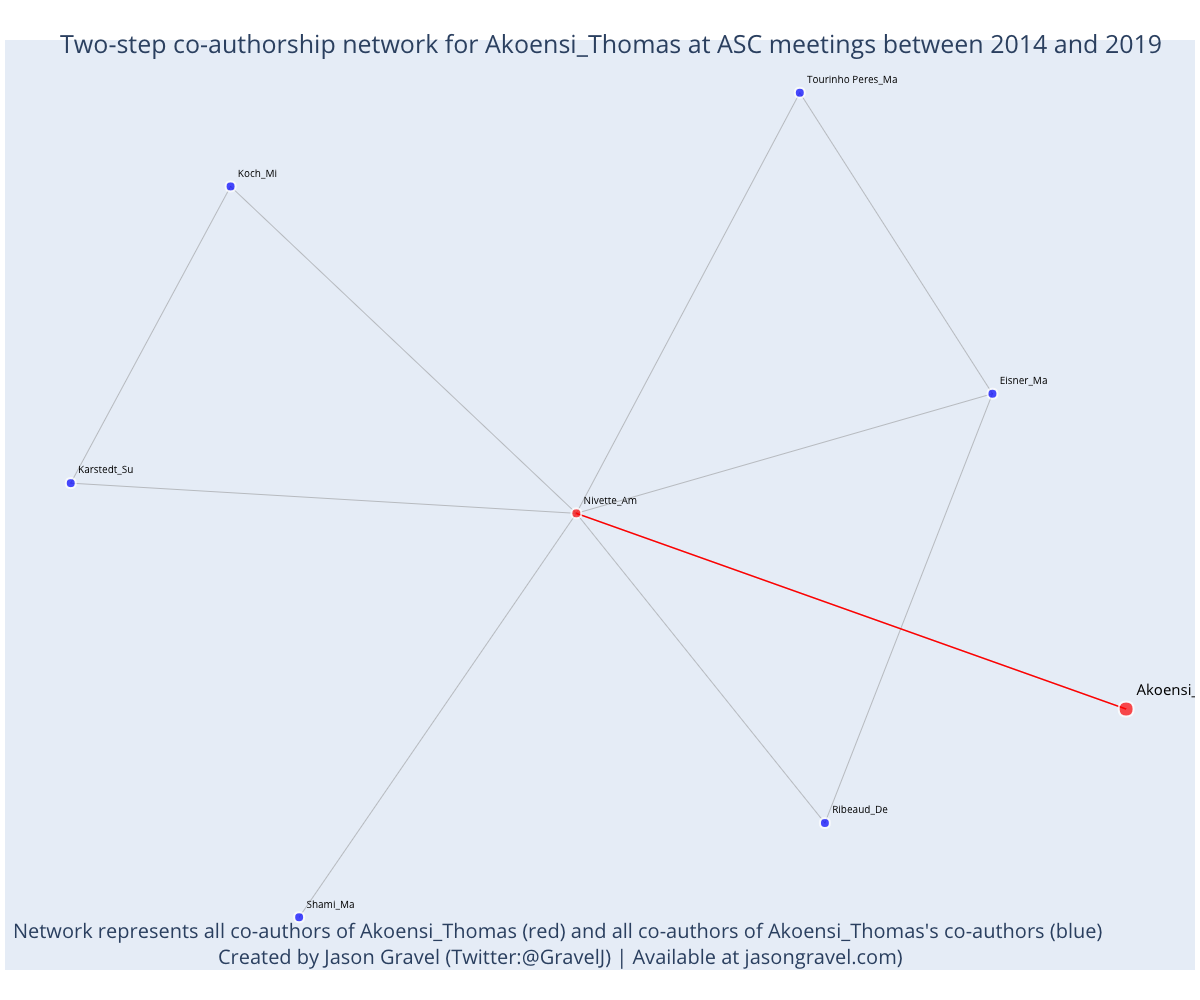 Two-step co-authorship network for Akoensi_Thomas at ASC meetings between 2014 and 2019
Tourinho Peres_Ma
Koch_Mi
Eisner_Ma
Karstedt_Su
Nivette_Am
Akoensi_
Ribeaud_De
Shami_Ma
Network represents all co-authors of Akoensi_Thomas (red) and all co-authors of Akoensi_Thomas's co-authors (blue)
Created by Jason Gravel (Twitter:@GravelJ) | Available at jasongravel.com)